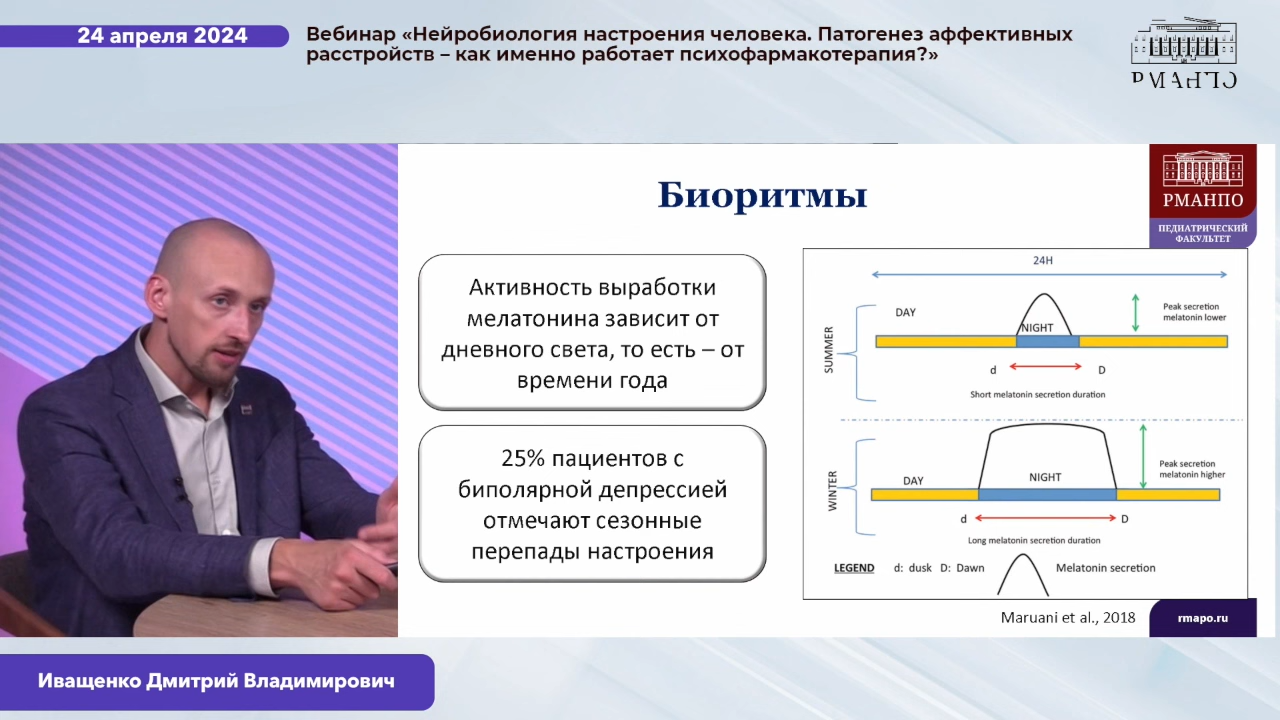 24 апреля 2024
Вебинар «Нейробиология настроения человека. Патогенез аффективных
расстройств – как именно работает психофармакотерапия?»
РМАНПО
Биоритмы
РМАНПО
ПЕДИАТРИЧЕСКИЙ
ФАКУЛЬТЕТ
Активность выработки
мелатонина зависит от
дневного света, то есть – от
времени года
25% пациентов с
биполярной депрессией
отмечают сезонные
перепады настроения
24H
DAY
NIGHT
Peak secretion
melatonin lower
SUMMER
d
D
Short melatonin secretion duration
DAY
NIGHT
Peak secretion
melatonin higher
WINTER
d
D
Long melatonin secretion duration
LEGEND d: dusk D: Dawn Melatonin secretion
Maruani et al., 2018
rmapo.ru
Иващенко Дмитрий Владимирович